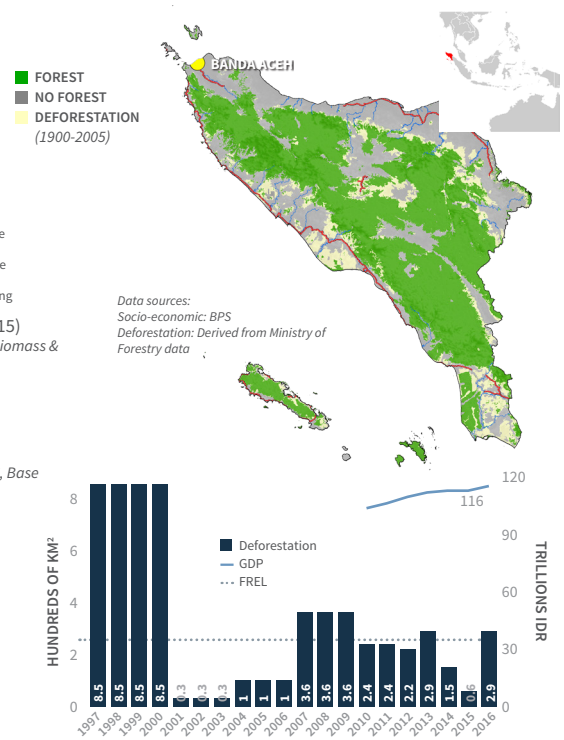 BANDA ACEH
FOREST
NO FOREST
DEFORESTATION
(1900-2005)
e
e
ng
15)
iomass &
Data sources:
Socio-economic: BPS
Deforestation: Derived from Ministry of
Forestry data
, Base
HUNDREDS OF KM²
8
6
4
2
0
120
90
60
30
0
TRILLIONS IDR
116
Deforestation
GDP
FREL
8.5 8.5 8.5 8.5 0.3 0.3 0.3 1 1 1 3.6 3.6 3.6 2.4 2.4 2.2 2.9 1.5 0.6 2.9
1997 1998 1999 2000 2001 2002 2003 2004 2005 2006 2007 2008 2009 2010 2011 2012 2013 2014 2015 2016